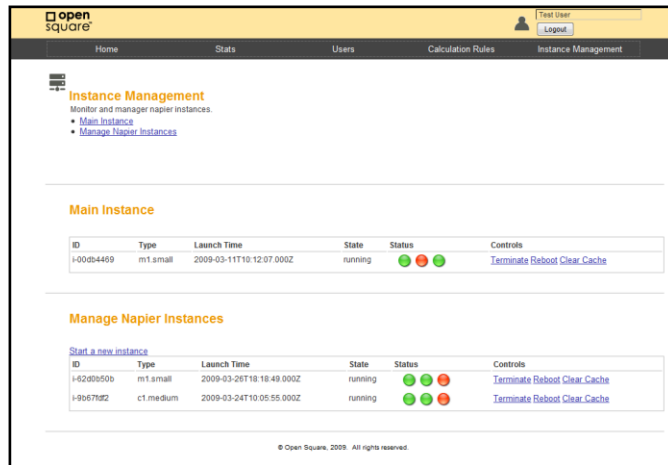 open
square
Test User
Logout
Home Stats Users Calculation Rules Instance Management
Instance Management
Monitor and manager napier instances.
• Main Instance
• Manage Napier Instances
Main Instance
ID Type Launch Time State Status Controls
i-00db4469 m1.small 2009-03-11T10:12:07.000Z running Terminate Reboot Clear Cache
Manage Napier Instances
Start a new instance
ID Type Launch Time State Status Controls
i-62d0b50b m1.small 2009-03-26T18:18:49.000Z running Terminate Reboot Clear Cache
i-9b67fdf2 c1.medium 2009-03-24T10:05:55.000Z running Terminate Reboot Clear Cache
© Open Square, 2009. All rights reserved.